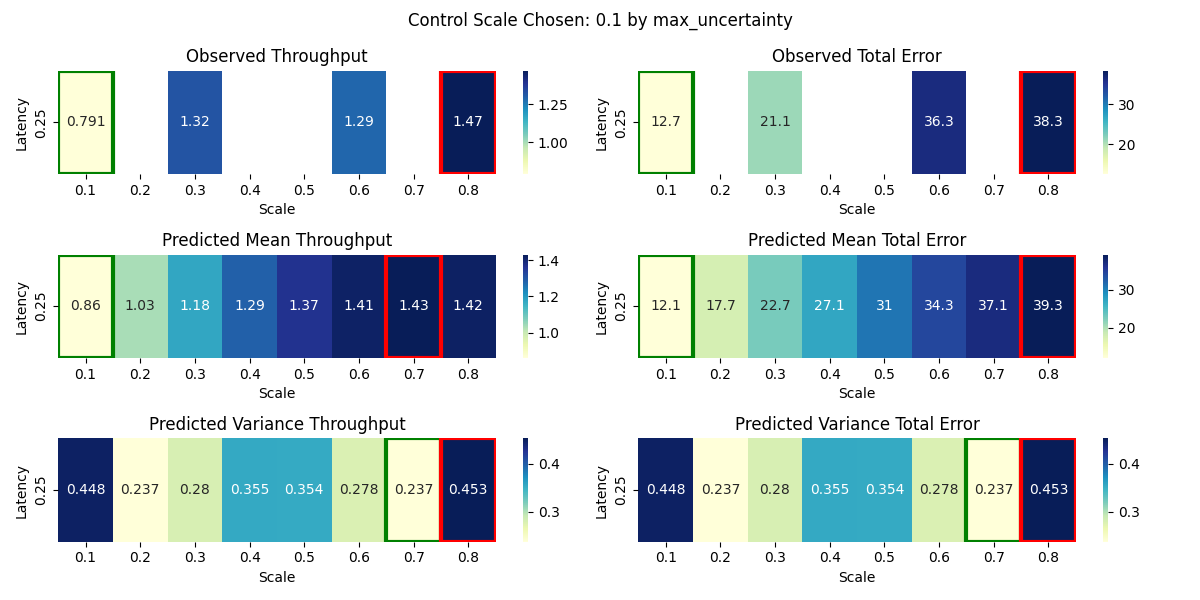 Control Scale Chosen: 0.1 by max_uncertainty
Observed Throughput
Latency
0.25
0.791
1.32
1.29
1.47
1.25
1.00
0.1 0.2 0.3 0.4 0.5 0.6 0.7 0.8
Scale
Observed Total Error
Latency
0.25
12.7
21.1
36.3
38.3
30
20
0.1 0.2 0.3 0.4 0.5 0.6 0.7 0.8
Scale
Predicted Mean Throughput
Latency
0.25
0.86 1.03 1.18 1.29 1.37 1.41 1.43 1.42
1.4
1.2
1.0
0.1 0.2 0.3 0.4 0.5 0.6 0.7 0.8
Scale
Predicted Mean Total Error
Latency
0.25
12.1 17.7 22.7 27.1 31 34.3 37.1 39.3
30
20
0.1 0.2 0.3 0.4 0.5 0.6 0.7 0.8
Scale
Predicted Variance Throughput
Latency
0.25
0.448 0.237 0.28 0.355 0.354 0.278 0.237 0.453
0.4
0.3
0.1 0.2 0.3 0.4 0.5 0.6 0.7 0.8
Scale
Predicted Variance Total Error
Latency
0.25
0.448 0.237 0.28 0.355 0.354 0.278 0.237 0.453
0.4
0.3
0.1 0.2 0.3 0.4 0.5 0.6 0.7 0.8
Scale